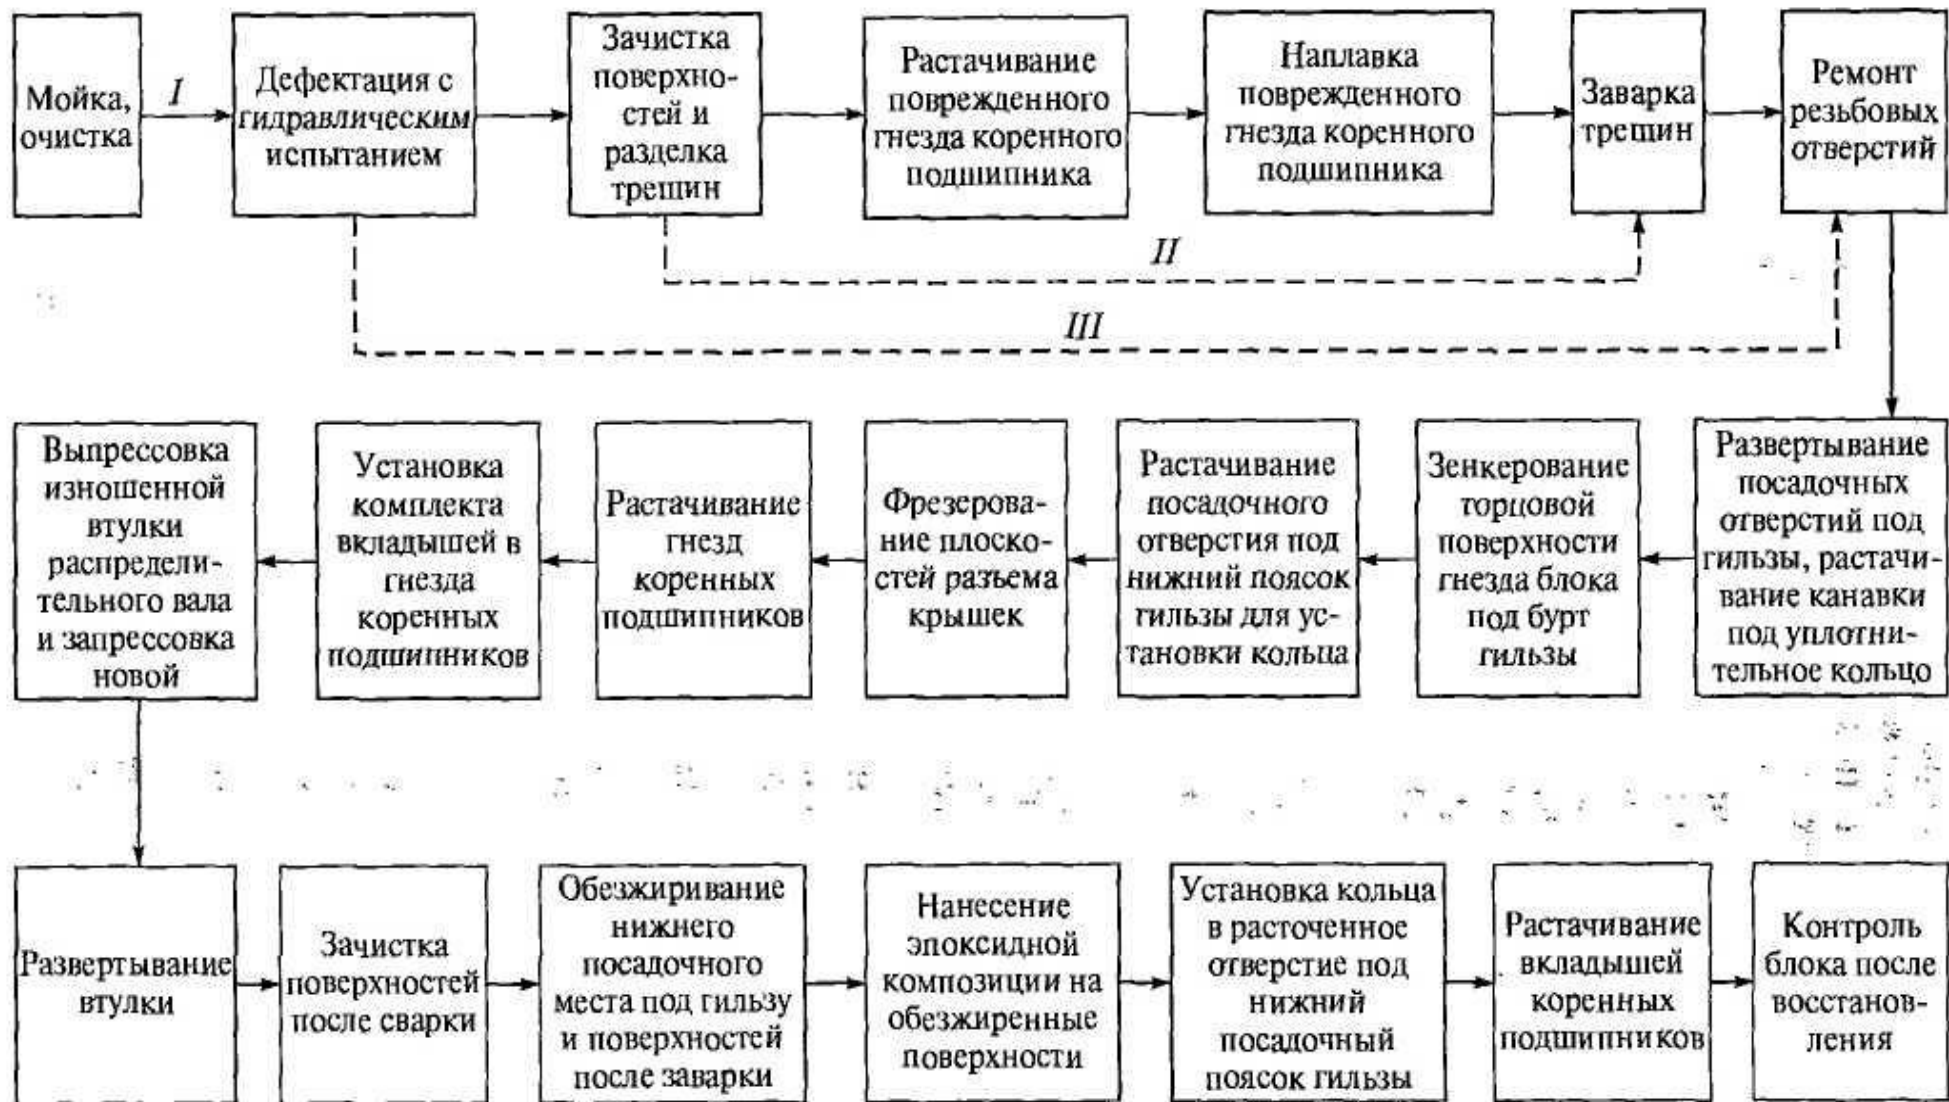 Мойка,
очистка
I
Дефектация с
гидравлическим
испытанием
Зачистка
поверхно-
стей и
разделка
трещин
Растачивание
поврежденного
гнезда коренного
подшипника
Наплавка
поврежденного
гнезда коренного
подшипника
Заварка
трещин
Ремонт
резьбовых
отверстий
II
III
Выпрессовка
изношенной
втулки
распредели-
тельного вала
и запрессовка
новой
Установка
комплекта
вкладышей в
гнезда
коренных
подшипников
Растачивание
гнезд
коренных
подшипников
Фрезерова-
ние плоско-
стей разъема
крышек
Растачивание
посадочного
отверстия под
нижний поясок
гильзы для ус-
тановки кольца
Зенкерование
торцовой
поверхности
гнезда блока
под бурт
гильзы
Развертывание
посадочных
отверстий под
гильзы, растачи-
вание канавки
под уплотни-
тельное кольцо
Развертывание
втулки
Зачистка
поверхностей
после сварки
Обезжиривание
нижнего
посадочного
места под гильзу
и поверхностей
после заварки
Нанесение
эпоксидной
композиции на
обезжиренные
поверхности
Установка кольца
в расточенное
отверстие под
нижний
посадочный
поясок гильзы
Растачивание
вкладышей
коренных
подшипников
Контроль
блока после
восстанов-
ления